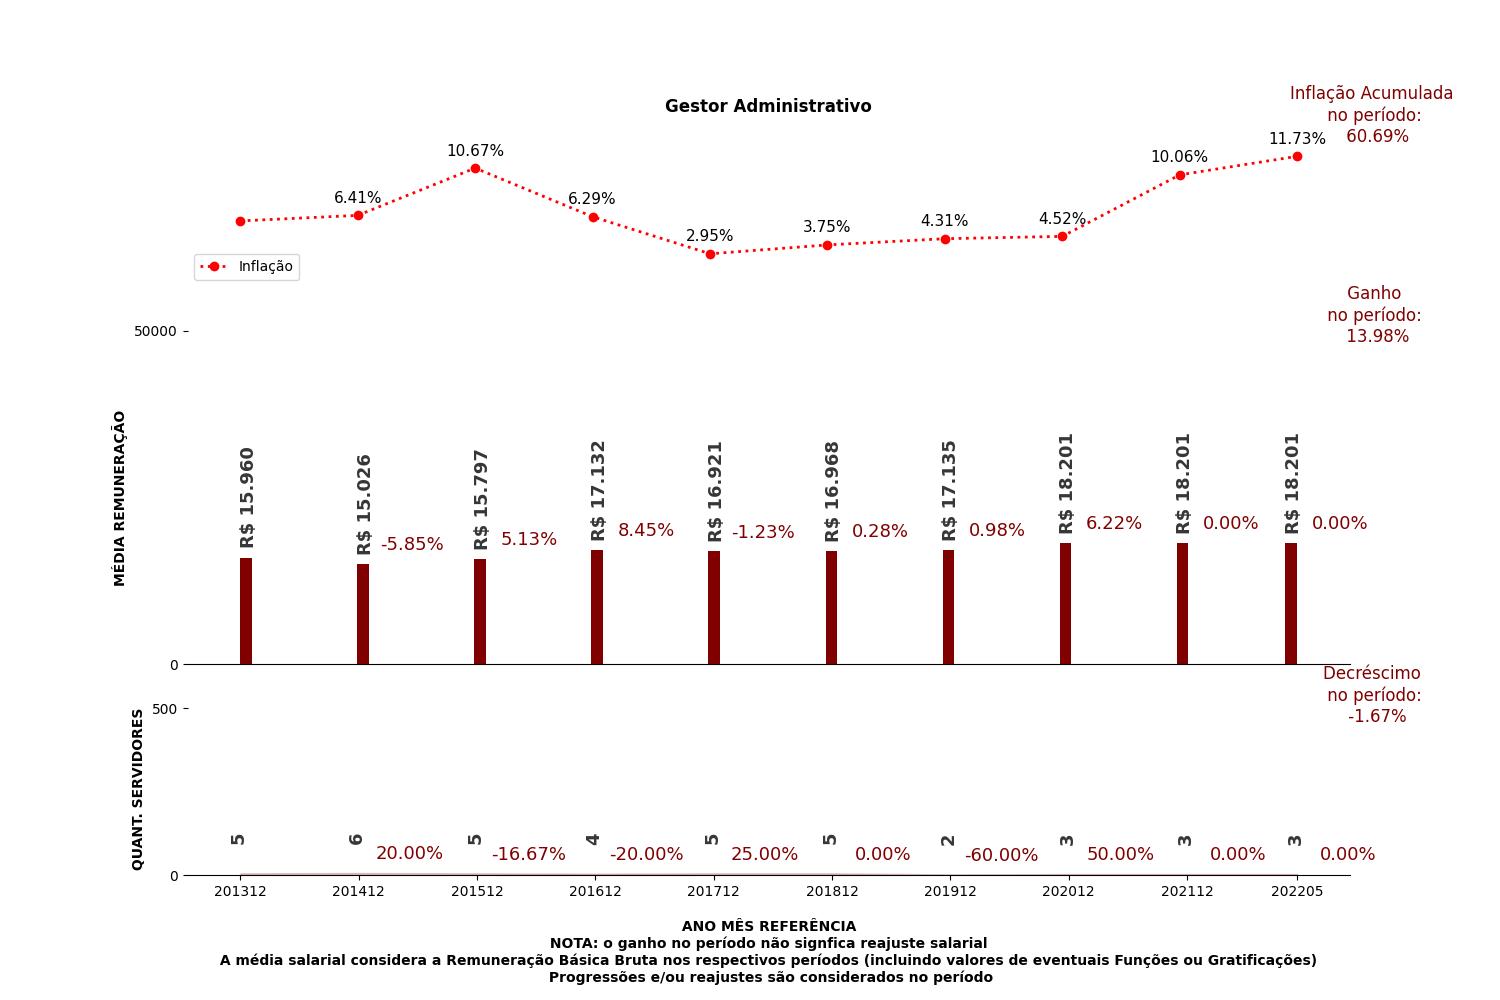 Gestor Administrativo
Inflação Acumulada
no período:
60.69%
6.41%
10.67%
6.29%
2.95%
3.75%
4.31%
4.52%
10.06%
11.73%
Inflação
Ganho
no período:
13.98%
50000
0
MÉDIA REMUNERAÇÃO
R$ 15.960
R$ 15.026
R$ 15.797
R$ 17.132
R$ 16.921
R$ 16.968
R$ 17.135
R$ 18.201
R$ 18.201
R$ 18.201
-5.85%
5.13%
8.45%
-1.23%
0.28%
0.98%
6.22%
0.00%
0.00%
Decréscimo
no período:
-1.67%
500
0
QUANT. SERVIDORES
5
6
5
4
5
5
2
3
3
3
20.00%
-16.67%
-20.00%
25.00%
0.00%
-60.00%
50.00%
0.00%
0.00%
201312
201412
201512
201612
201712
201812
201912
202012
202112
202205
ANO MÊS REFERÊNCIA
NOTA: o ganho no período não signfica reajuste salarial
A média salarial considera a Remuneração Básica Bruta nos respectivos períodos (incluindo valores de eventuais Funções ou Gratificações)
Progressões e/ou reajustes são considerados no período